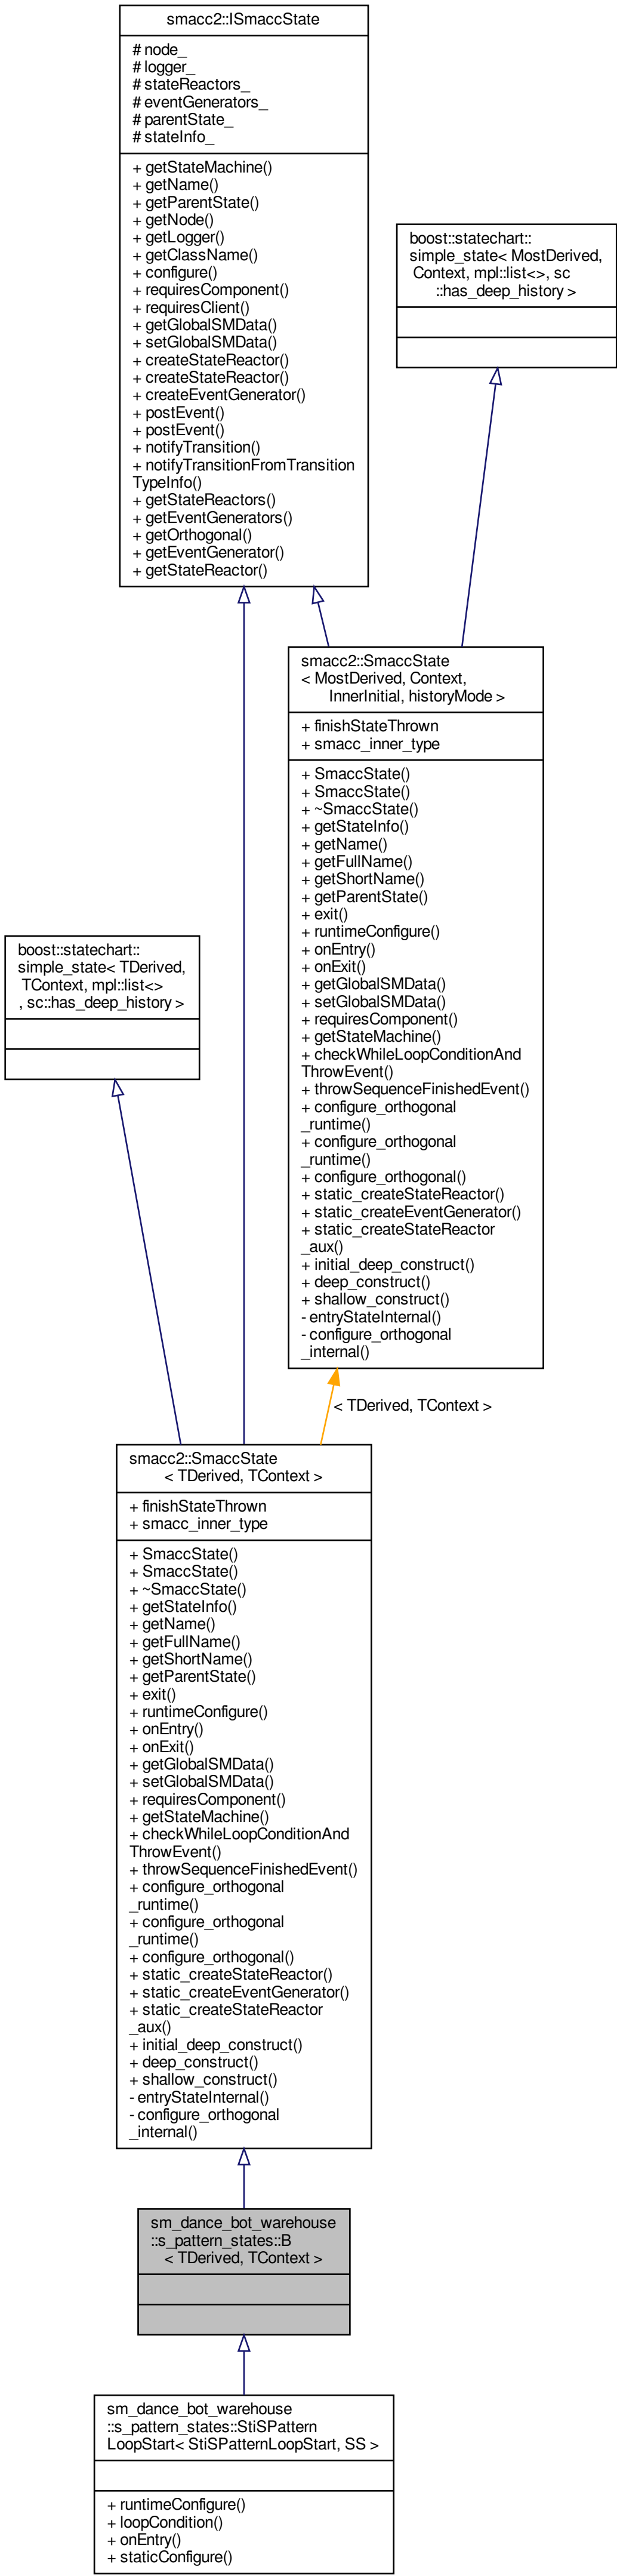 smacc2::ISmaccState
# node_
# logger_
# stateReactors_
# eventGenerators_
# parentState_
# stateInfo_
+ getStateMachine()
+ getName()
+ getParentState()
+ getNode()
+ getLogger()
+ getClassName()
+ configure()
+ requiresComponent()
+ requiresClient()
+ getGlobalSMData()
+ setGlobalSMData()
+ createStateReactor()
+ createStateReactor()
+ createEventGenerator()
+ postEvent()
+ postEvent()
+ notifyTransition()
+ notifyTransitionFromTransition
TypeInfo()
+ getStateReactors()
+ getEventGenerators()
+ getOrthogonal()
+ getEventGenerator()
+ getStateReactor()
boost::statechart::
simple_state< MostDerived,
Context, mpl::list<>, sc
::has_deep_history >
smacc2::SmaccState
< MostDerived, Context,
InnerInitial, historyMode >
+ finishStateThrown
+ smacc_inner_type
+ SmaccState()
+ SmaccState()
+ ~SmaccState()
+ getStateInfo()
+ getName()
+ getFullName()
+ getShortName()
+ getParentState()
+ exit()
+ runtimeConfigure()
+ onEntry()
+ onExit()
+ getGlobalSMData()
+ setGlobalSMData()
+ requiresComponent()
+ getStateMachine()
+ checkWhileLoopConditionAnd
ThrowEvent()
+ throwSequenceFinishedEvent()
+ configure_orthogonal
_runtime()
+ configure_orthogonal
_runtime()
+ configure_orthogonal()
+ static_createStateReactor()
+ static_createEventGenerator()
+ static_createStateReactor
_aux()
+ initial_deep_construct()
+ deep_construct()
+ shallow_construct()
- entryStateInternal()
- configure_orthogonal
_internal()
boost::statechart::
simple_state< TDerived,
TContext, mpl::list<>
, sc::has_deep_history >
< TDerived, TContext >
smacc2::SmaccState
< TDerived, TContext >
+ finishStateThrown
+ smacc_inner_type
+ SmaccState()
+ SmaccState()
+ ~SmaccState()
+ getStateInfo()
+ getName()
+ getFullName()
+ getShortName()
+ getParentState()
+ exit()
+ runtimeConfigure()
+ onEntry()
+ onExit()
+ getGlobalSMData()
+ setGlobalSMData()
+ requiresComponent()
+ getStateMachine()
+ checkWhileLoopConditionAnd
ThrowEvent()
+ throwSequenceFinishedEvent()
+ configure_orthogonal
_runtime()
+ configure_orthogonal
_runtime()
+ configure_orthogonal()
+ static_createStateReactor()
+ static_createEventGenerator()
+ static_createStateReactor
_aux()
+ initial_deep_construct()
+ deep_construct()
+ shallow_construct()
- entryStateInternal()
- configure_orthogonal
_internal()
sm_dance_bot_warehouse
::s_pattern_states::B
< TDerived, TContext >
sm_dance_bot_warehouse
::s_pattern_states::StiSPattern
LoopStart< StiSPatternLoopStart, SS >
+ runtimeConfigure()
+ loopCondition()
+ onEntry()
+ staticConfigure()